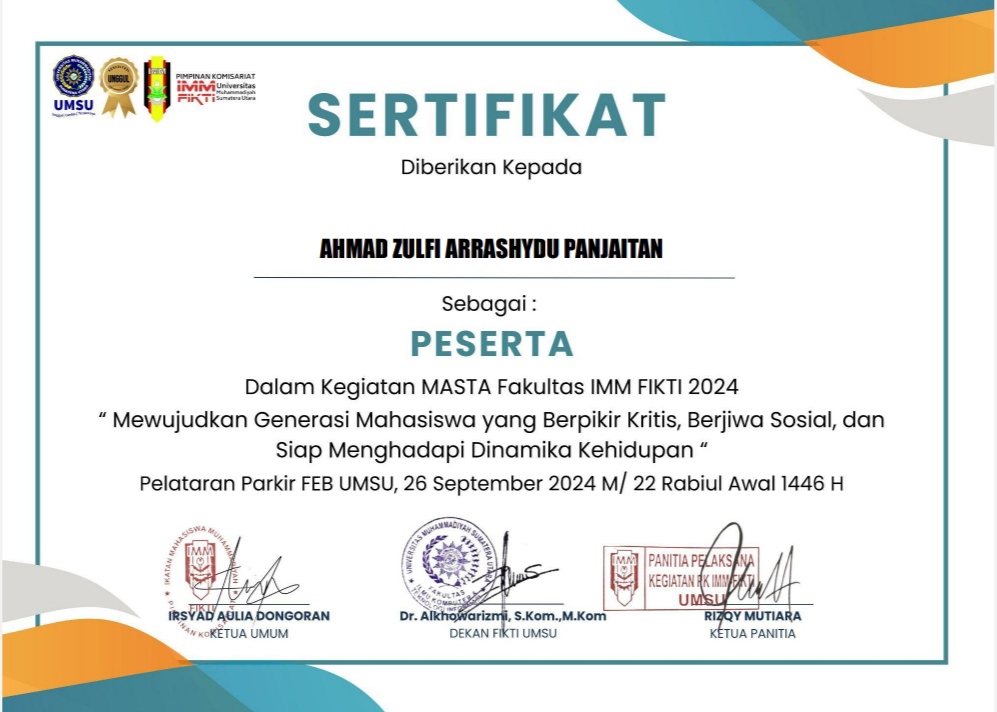 UMSU
UNGGUL
PIMPINAN KOMISARIAT
IMM Universitas
Muhammadiyah
FIKTI Sumatera Utara
SERTIFIKAT
Diberikan Kepada
AHMAD ZULFI ARRASHYDU PANJAITAN
Sebagai :
PESERTA
Dalam Kegiatan MASTA Fakultas IMM FIKTI 2024
“ Mewujudkan Generasi Mahasiswa yang Berpikir Kritis, Berjiwa Sosial, dan
Siap Menghadapi Dinamika Kehidupan “
Pelataran Parkir FEB UMSU, 26 September 2024 M/ 22 Rabiul Awal 1446 H
IKATAN MAHASISWA MUHAMMADIYAH
IMM
FIKTI
UNIVERSITAS MUHAMMADIYAH SUMATERA UTARA
FAKULTAS
ILMU KOMPUTER
TEKNOLOGI INFORMASI
IMM
PANITIA PELAKSANA
KEGIATAN PK IMM FIKTI
UMSU
IRSYAD AULIA DONGORAN
KETUA UMUM
Dr. Alkhowarizmi, S.Kom.,M.Kom
DEKAN FIKTI UMSU
RIZQY MUTIARA
KETUA PANITIA